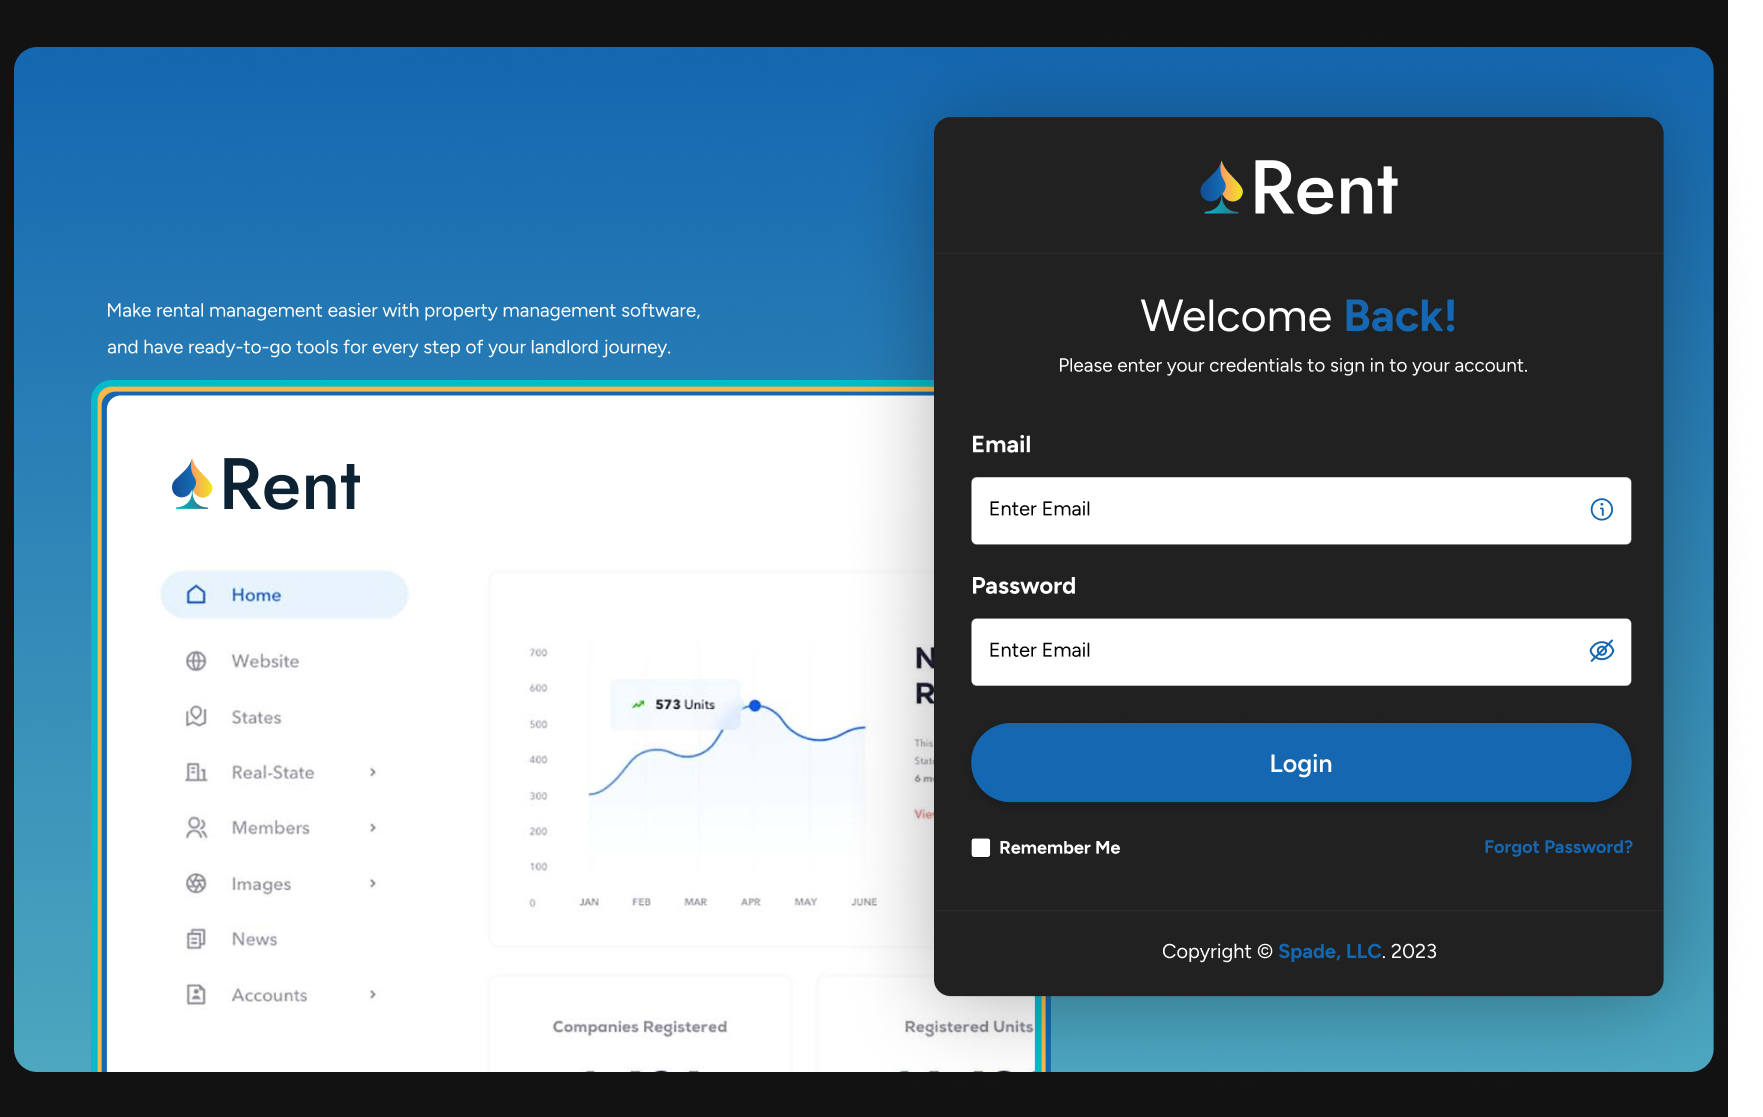 Make rental management easier with property management software,
and have ready-to-go tools for every step of your landlord journey.
Rent
Home
Website
States
Real-State
Members
Images
News
Accounts
700
600
500
400
300
200
100
0
573 Units
JAN FEB MAR APR MAY JUNE
This
6
Companies Registered
Registered Units
Rent
Welcome Back!
Please enter your credentials to sign in to your account.
Email
Enter Email
Password
Enter Email
Login
Remember Me
Forgot Password?
Copyright © Spade, LLC. 2023